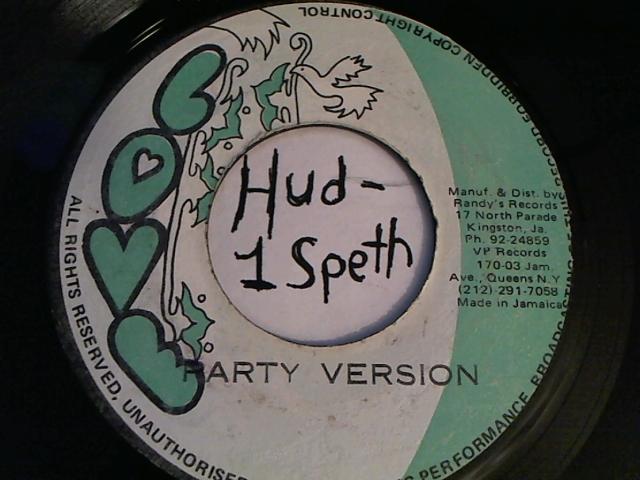 COPYRIGHT CONTROL
LOVE
Hud-
1 Speth
Manuf. & Dist. by
Randy's Records
17 North Parade
Kingston, Ja.
Ph. 92-24859
VP Records
170-03 Jam.
Ave., Queens N.Y
(212)-291-7058
Made in Jamaica
PARTY VERSION
ALL RIGHTS RESERVED, UNAUTHORISE
PERFORMANCE, BROADCASTING
RECORD FORBIDDEN